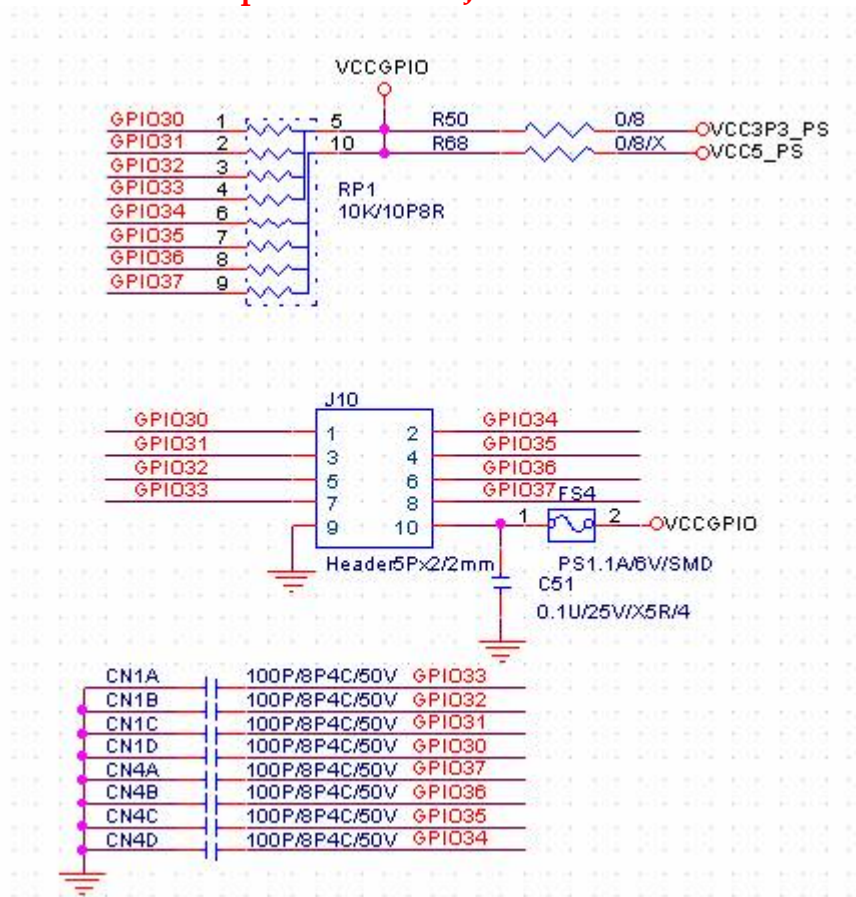 VCCGPIO
GPIO30 1 5 R50 0/8 VCC3P3_PS
GPIO31 2 10 R68 0/8/X VCC5_PS
GPIO32 3
GPIO33 4 RP1
GPIO34 6 10K/10P8R
GPIO35 7
GPIO36 8
GPIO37 9
J10
GPIO30 1 2 GPIO34
GPIO31 3 4 GPIO35
GPIO32 5 6 GPIO36
GPIO33 7 8 GPIO37 FS4
9 10 1 2 VCCGPIO
Header5Px2/2mm PS1.1A/6V/SMD
C51
0.1U/25V/X5R/4
CN1A 100P/8P4C/50V GPIO33
CN1B 100P/8P4C/50V GPIO32
CN1C 100P/8P4C/50V GPIO31
CN1D 100P/8P4C/50V GPIO30
CN4A 100P/8P4C/50V GPIO37
CN4B 100P/8P4C/50V GPIO36
CN4C 100P/8P4C/50V GPIO35
CN4D 100P/8P4C/50V GPIO34